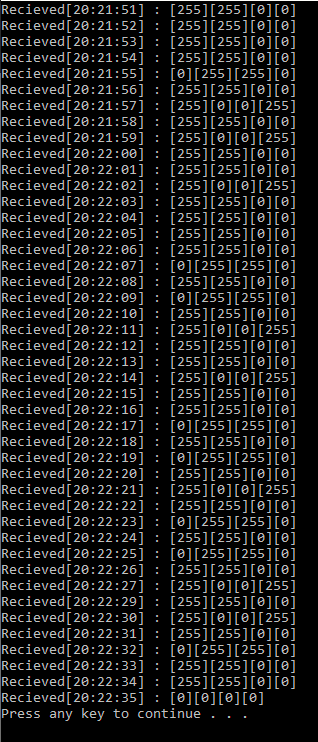 Recieved[20:21:51] : [255][255][0][0]
Recieved[20:21:52] : [255][255][0][0]
Recieved[20:21:53] : [255][255][0][0]
Recieved[20:21:54] : [255][255][0][0]
Recieved[20:21:55] : [0][255][255][0]
Recieved[20:21:56] : [255][255][0][0]
Recieved[20:21:57] : [255][0][0][255]
Recieved[20:21:58] : [255][255][0][0]
Recieved[20:21:59] : [255][0][0][255]
Recieved[20:22:00] : [255][255][0][0]
Recieved[20:22:01] : [255][255][0][0]
Recieved[20:22:02] : [255][0][0][255]
Recieved[20:22:03] : [255][255][0][0]
Recieved[20:22:04] : [255][255][0][0]
Recieved[20:22:05] : [255][255][0][0]
Recieved[20:22:06] : [255][255][0][0]
Recieved[20:22:07] : [0][255][255][0]
Recieved[20:22:08] : [255][255][0][0]
Recieved[20:22:09] : [0][255][255][0]
Recieved[20:22:10] : [255][255][0][0]
Recieved[20:22:11] : [255][0][0][255]
Recieved[20:22:12] : [255][255][0][0]
Recieved[20:22:13] : [255][255][0][0]
Recieved[20:22:14] : [255][0][0][255]
Recieved[20:22:15] : [255][255][0][0]
Recieved[20:22:16] : [255][255][0][0]
Recieved[20:22:17] : [0][255][255][0]
Recieved[20:22:18] : [255][255][0][0]
Recieved[20:22:19] : [0][255][255][0]
Recieved[20:22:20] : [255][255][0][0]
Recieved[20:22:21] : [255][0][0][255]
Recieved[20:22:22] : [255][255][0][0]
Recieved[20:22:23] : [0][255][255][0]
Recieved[20:22:24] : [255][255][0][0]
Recieved[20:22:25] : [0][255][255][0]
Recieved[20:22:26] : [255][255][0][0]
Recieved[20:22:27] : [255][0][0][255]
Recieved[20:22:29] : [255][255][0][0]
Recieved[20:22:30] : [255][0][0][255]
Recieved[20:22:31] : [255][255][0][0]
Recieved[20:22:32] : [0][255][255][0]
Recieved[20:22:33] : [255][255][0][0]
Recieved[20:22:34] : [255][255][0][0]
Recieved[20:22:35] : [0][0][0][0]
Press any key to continue . . .